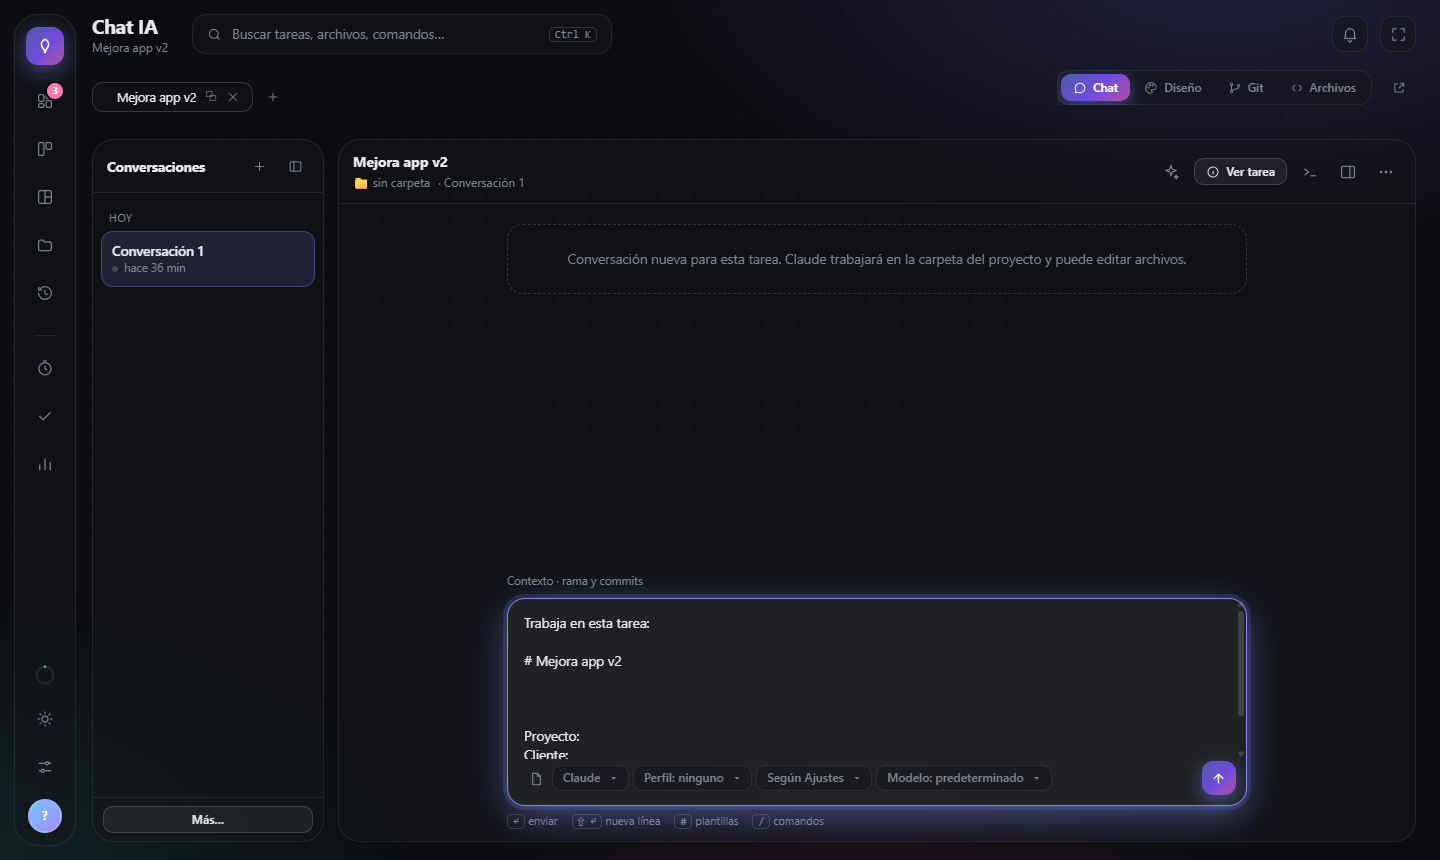 Chat IA
Mejora app v2
Buscar tareas, archivos, comandos...
Ctrl K
3
Mejora app v2
Chat
Diseño
Git
Archivos
Conversaciones
HOY
Conversación 1
hace 36 min
Más...
Mejora app v2
sin carpeta · Conversación 1
Ver tarea
Conversación nueva para esta tarea. Claude trabajará en la carpeta del proyecto y puede editar archivos.
Contexto · rama y commits
Trabaja en esta tarea:
# Mejora app v2
Proyecto:
Cliente:
Claude
Perfil: ninguno
Según Ajustes
Modelo: predeterminado
↵ enviar
⇧ ↵ nueva línea
# plantillas
/ comandos
?